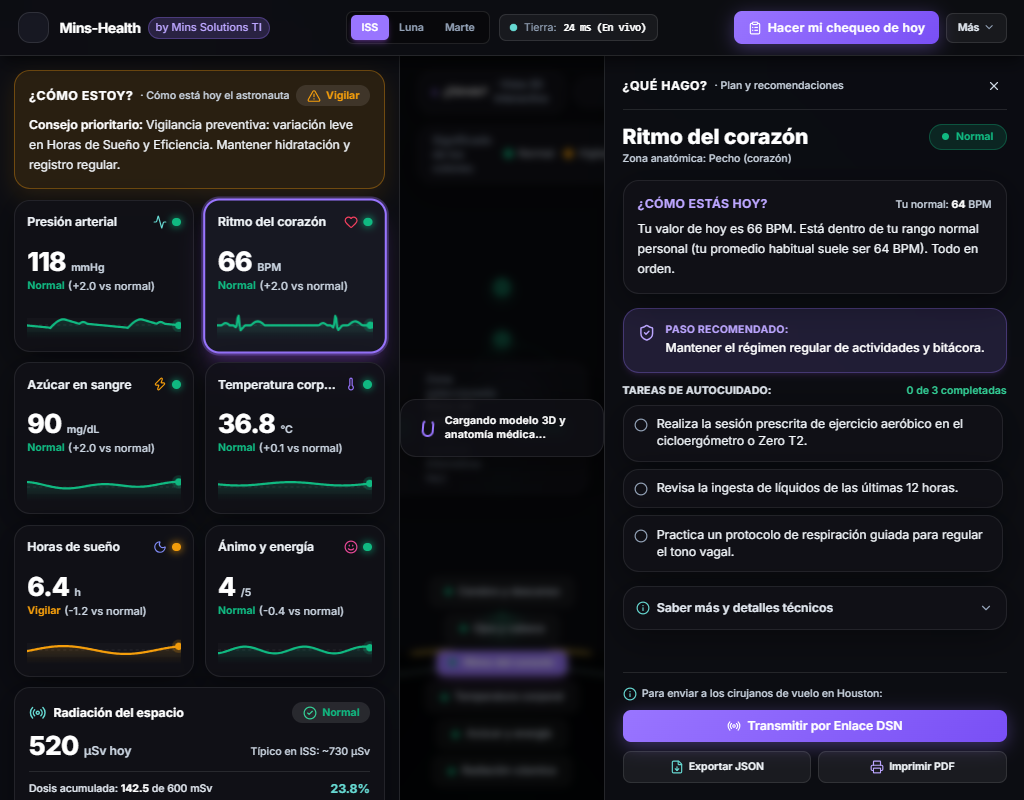 Mins-Health by Mins Solutions TI
ISS Luna Marte
Tierra: 24 ms (En vivo)
Hacer mi chequeo de hoy
Más
¿CÓMO ESTOY? · Cómo está hoy el astronauta
Vigilar
Consejo prioritario: Vigilancia preventiva: variación leve
en Horas de Sueño y Eficiencia. Mantener hidratación y
registro regular.
Presión arterial
118 mmHg
Normal (+2.0 vs normal)
Ritmo del corazón
66 BPM
Normal (+2.0 vs normal)
Azúcar en sangre
90 mg/dL
Normal (+2.0 vs normal)
Temperatura corp...
36.8 °C
Normal (+0.1 vs normal)
Horas de sueño
6.4 h
Vigilar (-1.2 vs normal)
Ánimo y energía
4 /5
Normal (-0.4 vs normal)
Radiación del espacio
Normal
520 µSv hoy
Típico en ISS: ~730 µSv
Dosis acumulada: 142.5 de 600 mSv
23.8%
Cargando modelo 3D y
anatomía médica...
¿QUÉ HAGO? · Plan y recomendaciones
Ritmo del corazón
Normal
Zona anatómica: Pecho (corazón)
¿CÓMO ESTÁS HOY?
Tu normal: 64 BPM
Tu valor de hoy es 66 BPM. Está dentro de tu rango normal
personal (tu promedio habitual suele ser 64 BPM). Todo en
orden.
PASO RECOMENDADO:
Mantener el régimen regular de actividades y bitácora.
TAREAS DE AUTOCUIDADO:
0 de 3 completadas
Realiza la sesión prescrita de ejercicio aeróbico en el
cicloergómetro o Zero T2.
Revisa la ingesta de líquidos de las últimas 12 horas.
Practica un protocolo de respiración guiada para regular
el tono vagal.
Saber más y detalles técnicos
Para enviar a los cirujanos de vuelo en Houston:
Transmitir por Enlace DSN
Exportar JSON
Imprimir PDF